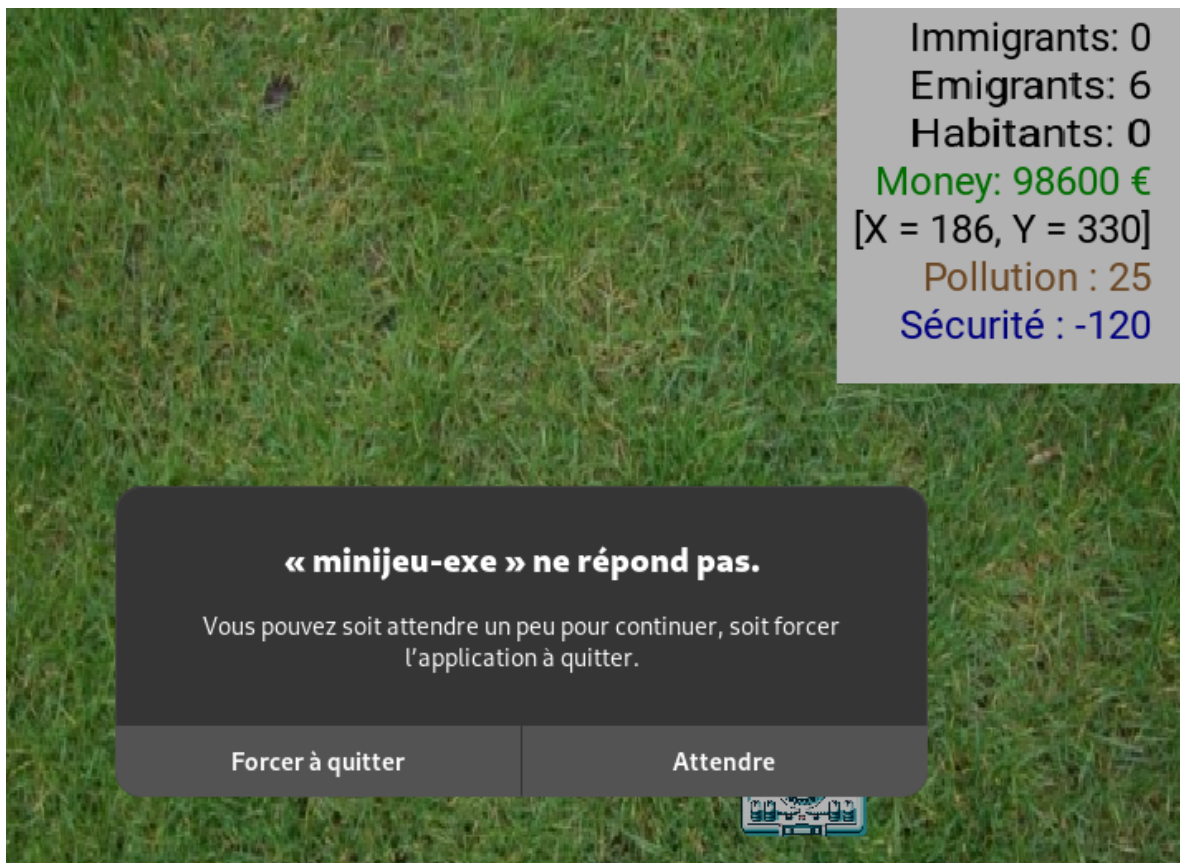 Immigrants: 0
Emigrants: 6
Habitants: 0
Money: 98600 €
[X = 186, Y = 330]
Pollution : 25
Sécurité : -120
« minijeu-exe » ne répond pas.
Vous pouvez soit attendre un peu pour continuer, soit forcer
l'application à quitter.
Forcer à quitter
Attendre